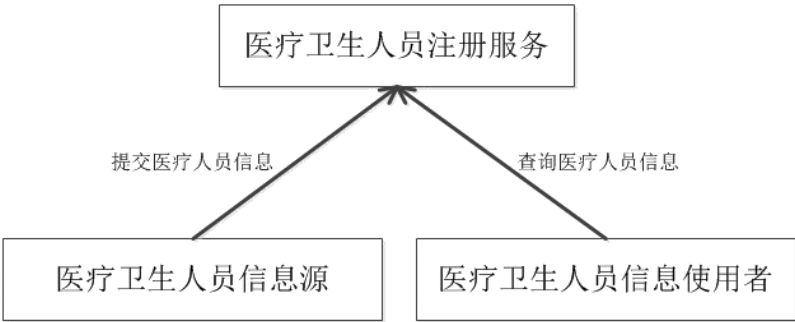 医疗卫生人员注册服务
提交医疗人员信息
查询医疗人员信息
医疗卫生人员信息源
医疗卫生人员信息使用者